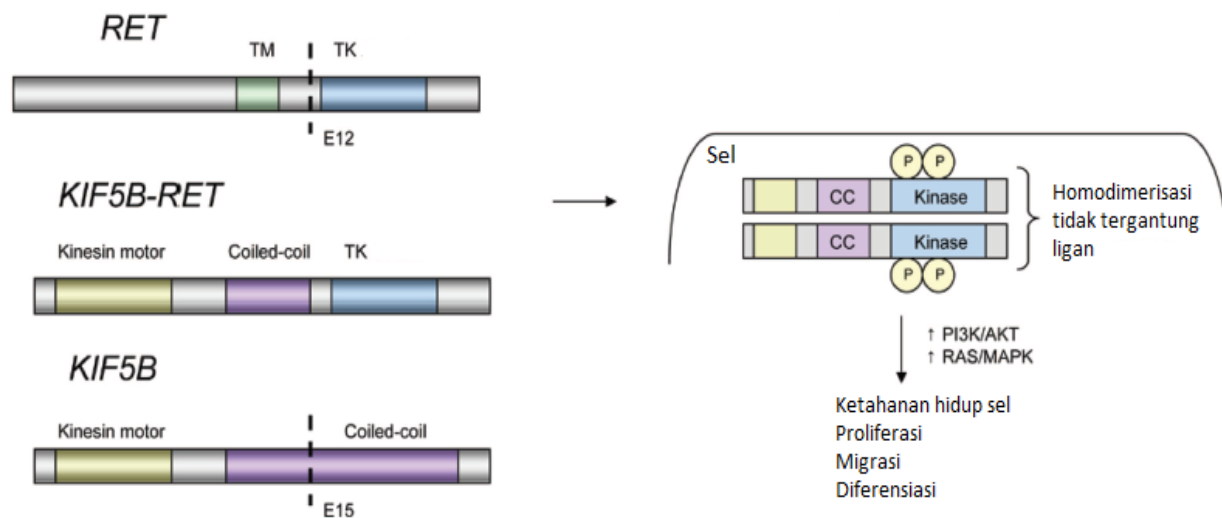 RET
TM
TK
E12
KIF5B-RET
Kinesin motor
Coiled-coil
TK
KIF5B
Kinesin motor
Coiled-coil
E15
Sel
P P
CC
Kinase
CC
Kinase
P P
Homodimerisasi
tidak tergantung
ligan
↑ PI3K/AKT
↑ RAS/MAPK
Ketahanan hidup sel
Proliferasi
Migrasi
Diferensiasi